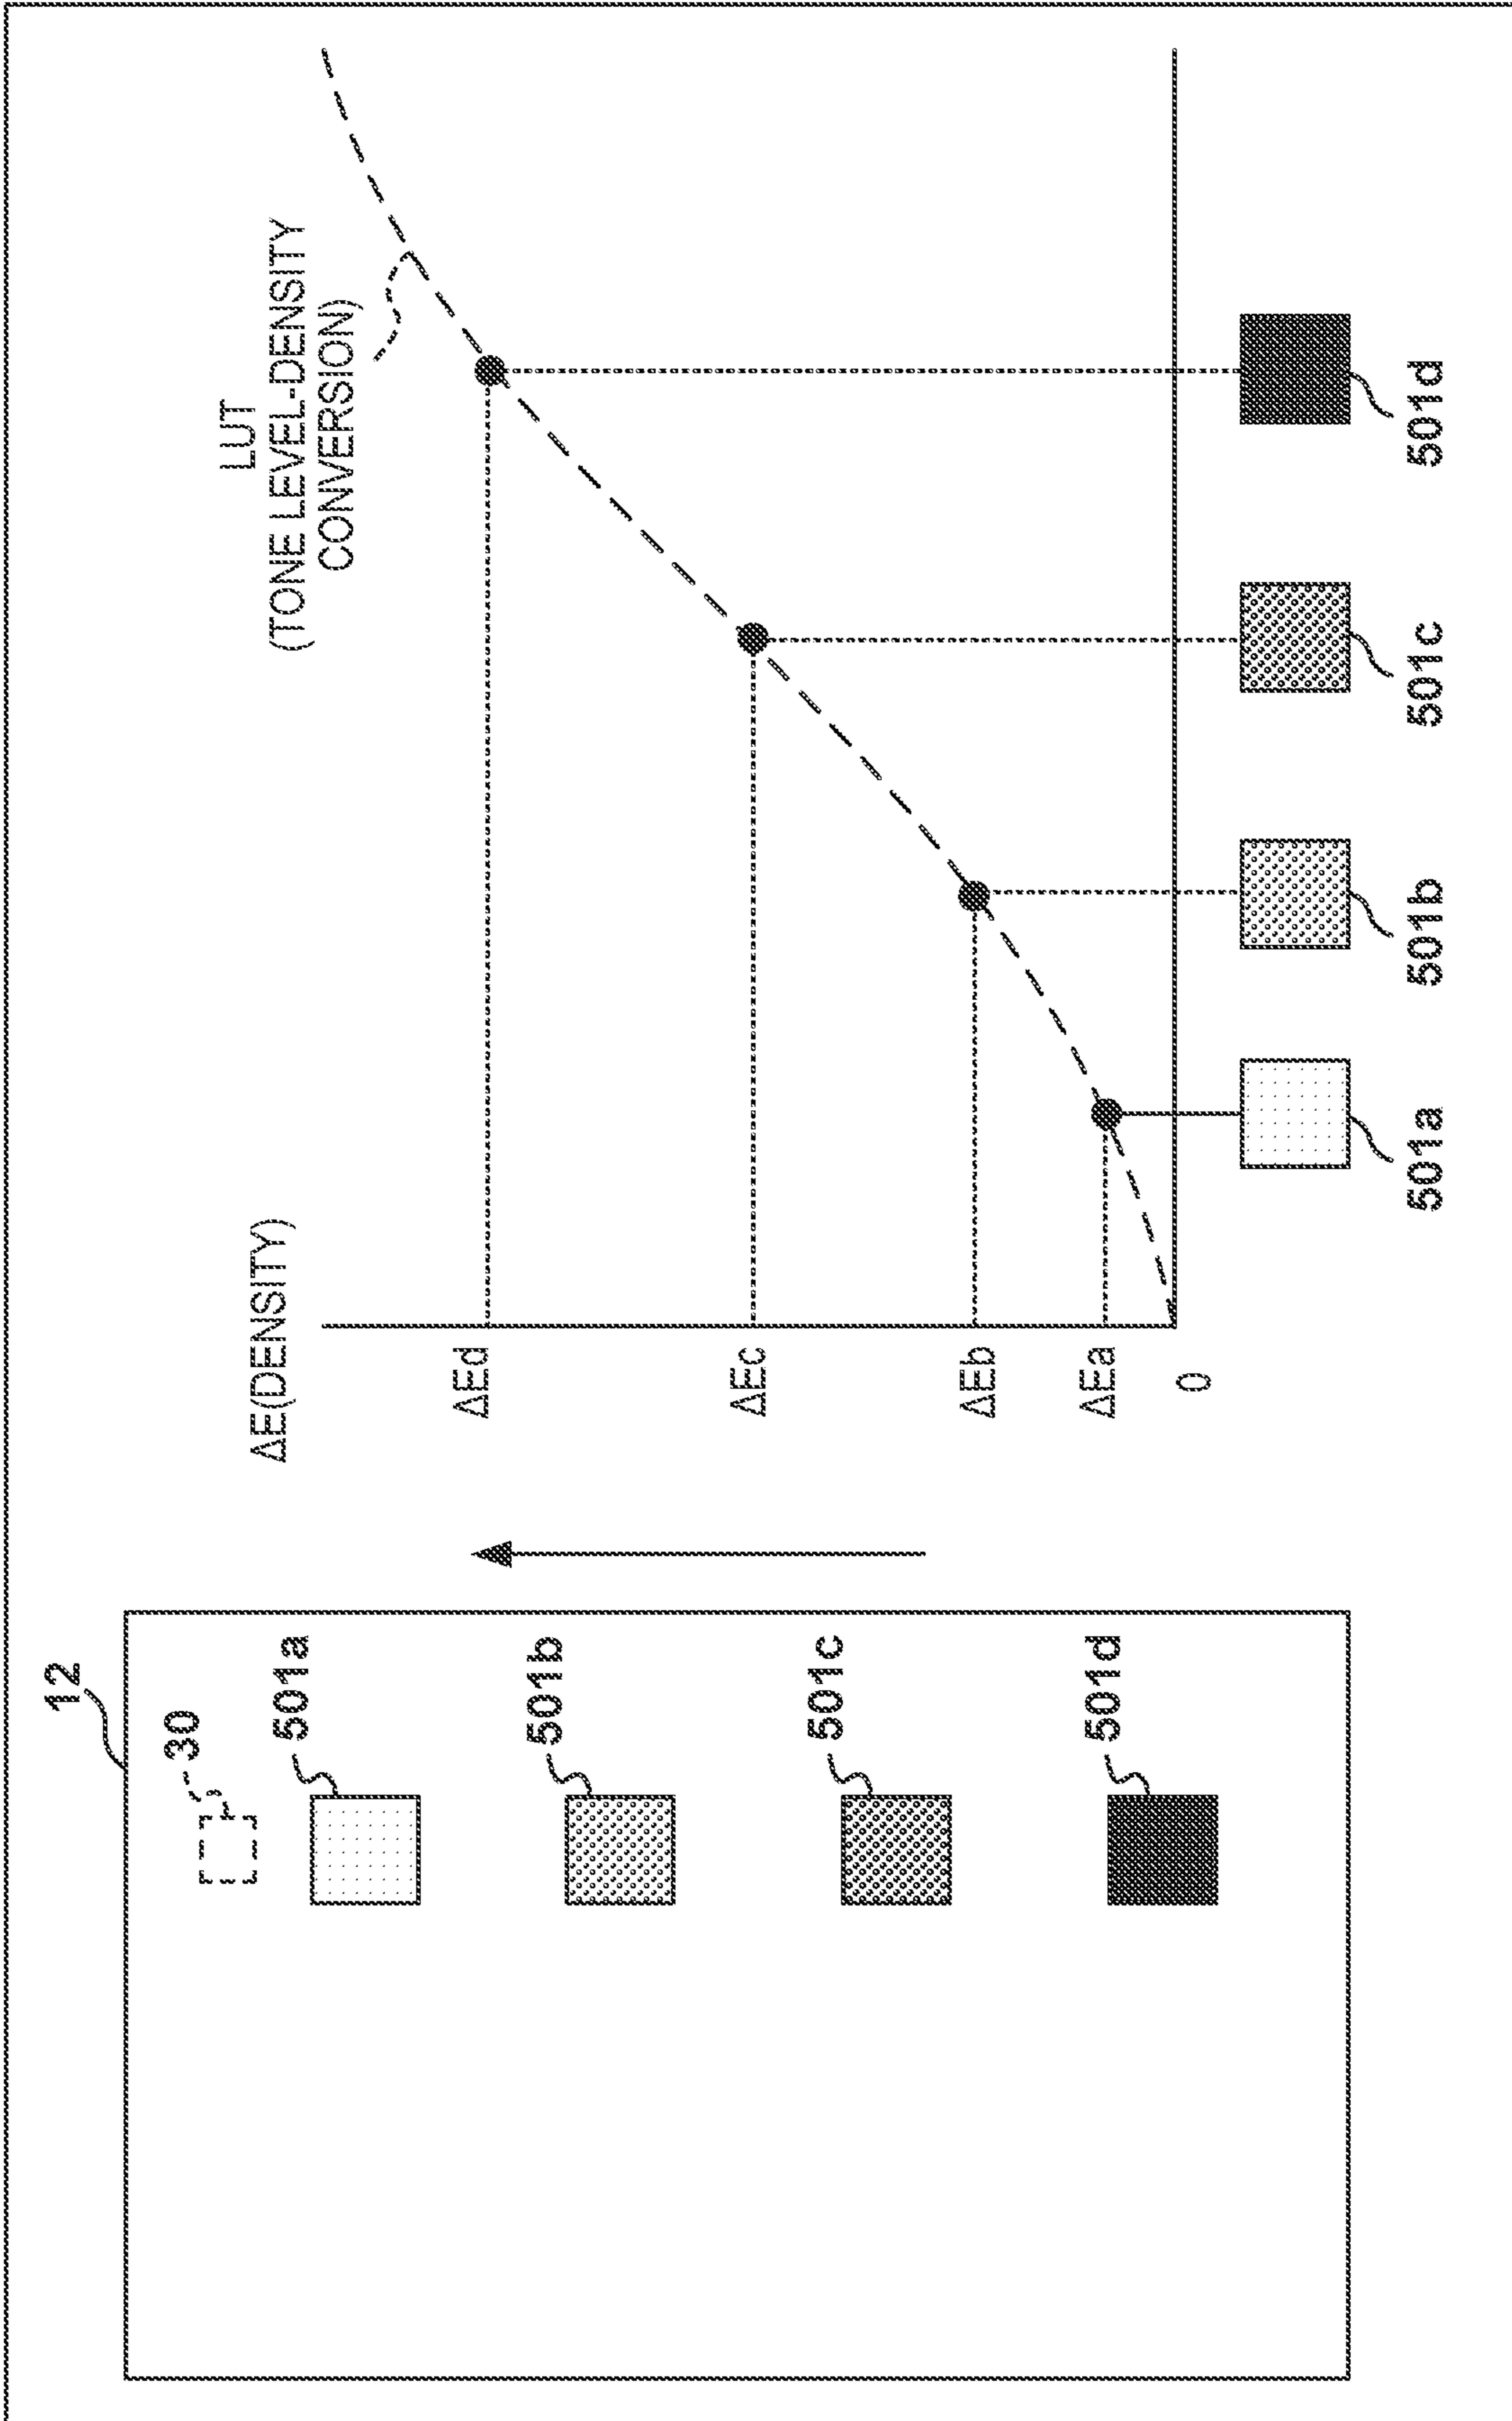 12
30
501a
501b
501c
501d
ΔE(DENSITY)
ΔEd
ΔEc
ΔEb
ΔEa
0
LUT
(TONE LEVEL-DENSITY
CONVERSION)
501a
501b
501c
501d